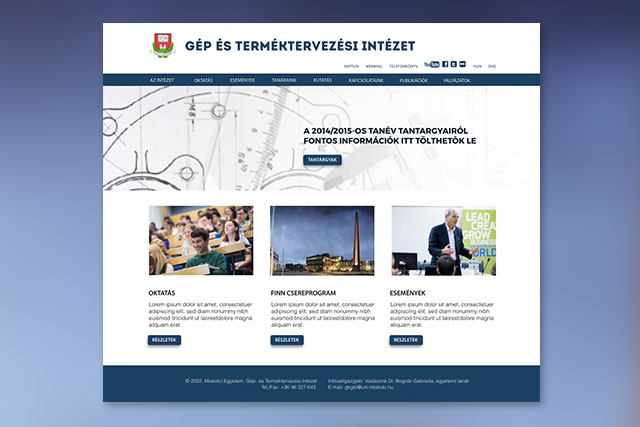 GÉP ÉS TERMÉKTERVEZÉSI INTÉZET
NEPTUN WEBMAIL TELEFONKÖNYV You Tube HUN ENG
AZ INTÉZET OKTATÁS ESEMÉNYEK TANÁRAINK KUTATÁS KAPCSOLATAINK PUBLIKÁCIÓK PÁLYÁZATOK
A 2014/2015-OS TANÉV TANTARGYAIRÓL
FONTOS INFORMÁCIÓK ITT TÖLTHETŐK LE
TANTÁRGYAK
LEAD
CREA
GROW
BUSINESS
WORLD
OKTATÁS
Lorem ipsum dolor sit amet, consectetuer
adipiscing elit, sed diam nonummy nibh
euismod tincidunt ut laoreetdolore magna
aliquam erat.
RÉSZLETEK
FINN CSEREPROGRAM
Lorem ipsum dolor sit amet, consectetuer
adipiscing elit, sed diam nonummy nibh
euismod tincidunt ut laoreetdolore magna
aliquam erat.
RÉSZLETEK
ESEMÉNYEK
Lorem ipsum dolor sit amet, consectetuer
adipiscing elit, sed diam nonummy nibh
euismod tincidunt ut laoreetdolore magna
aliquam erat.
RÉSZLETEK
© 2002. Miskolci Egyetem, Gép- és Terméktervezési Intézet
Tel./Fax: +36 46 327-643
Intézetigazgató: Vadászné Dr. Bognár Gabriella, egyetemi tanár
E-mail: gkget@uni-miskolc.hu